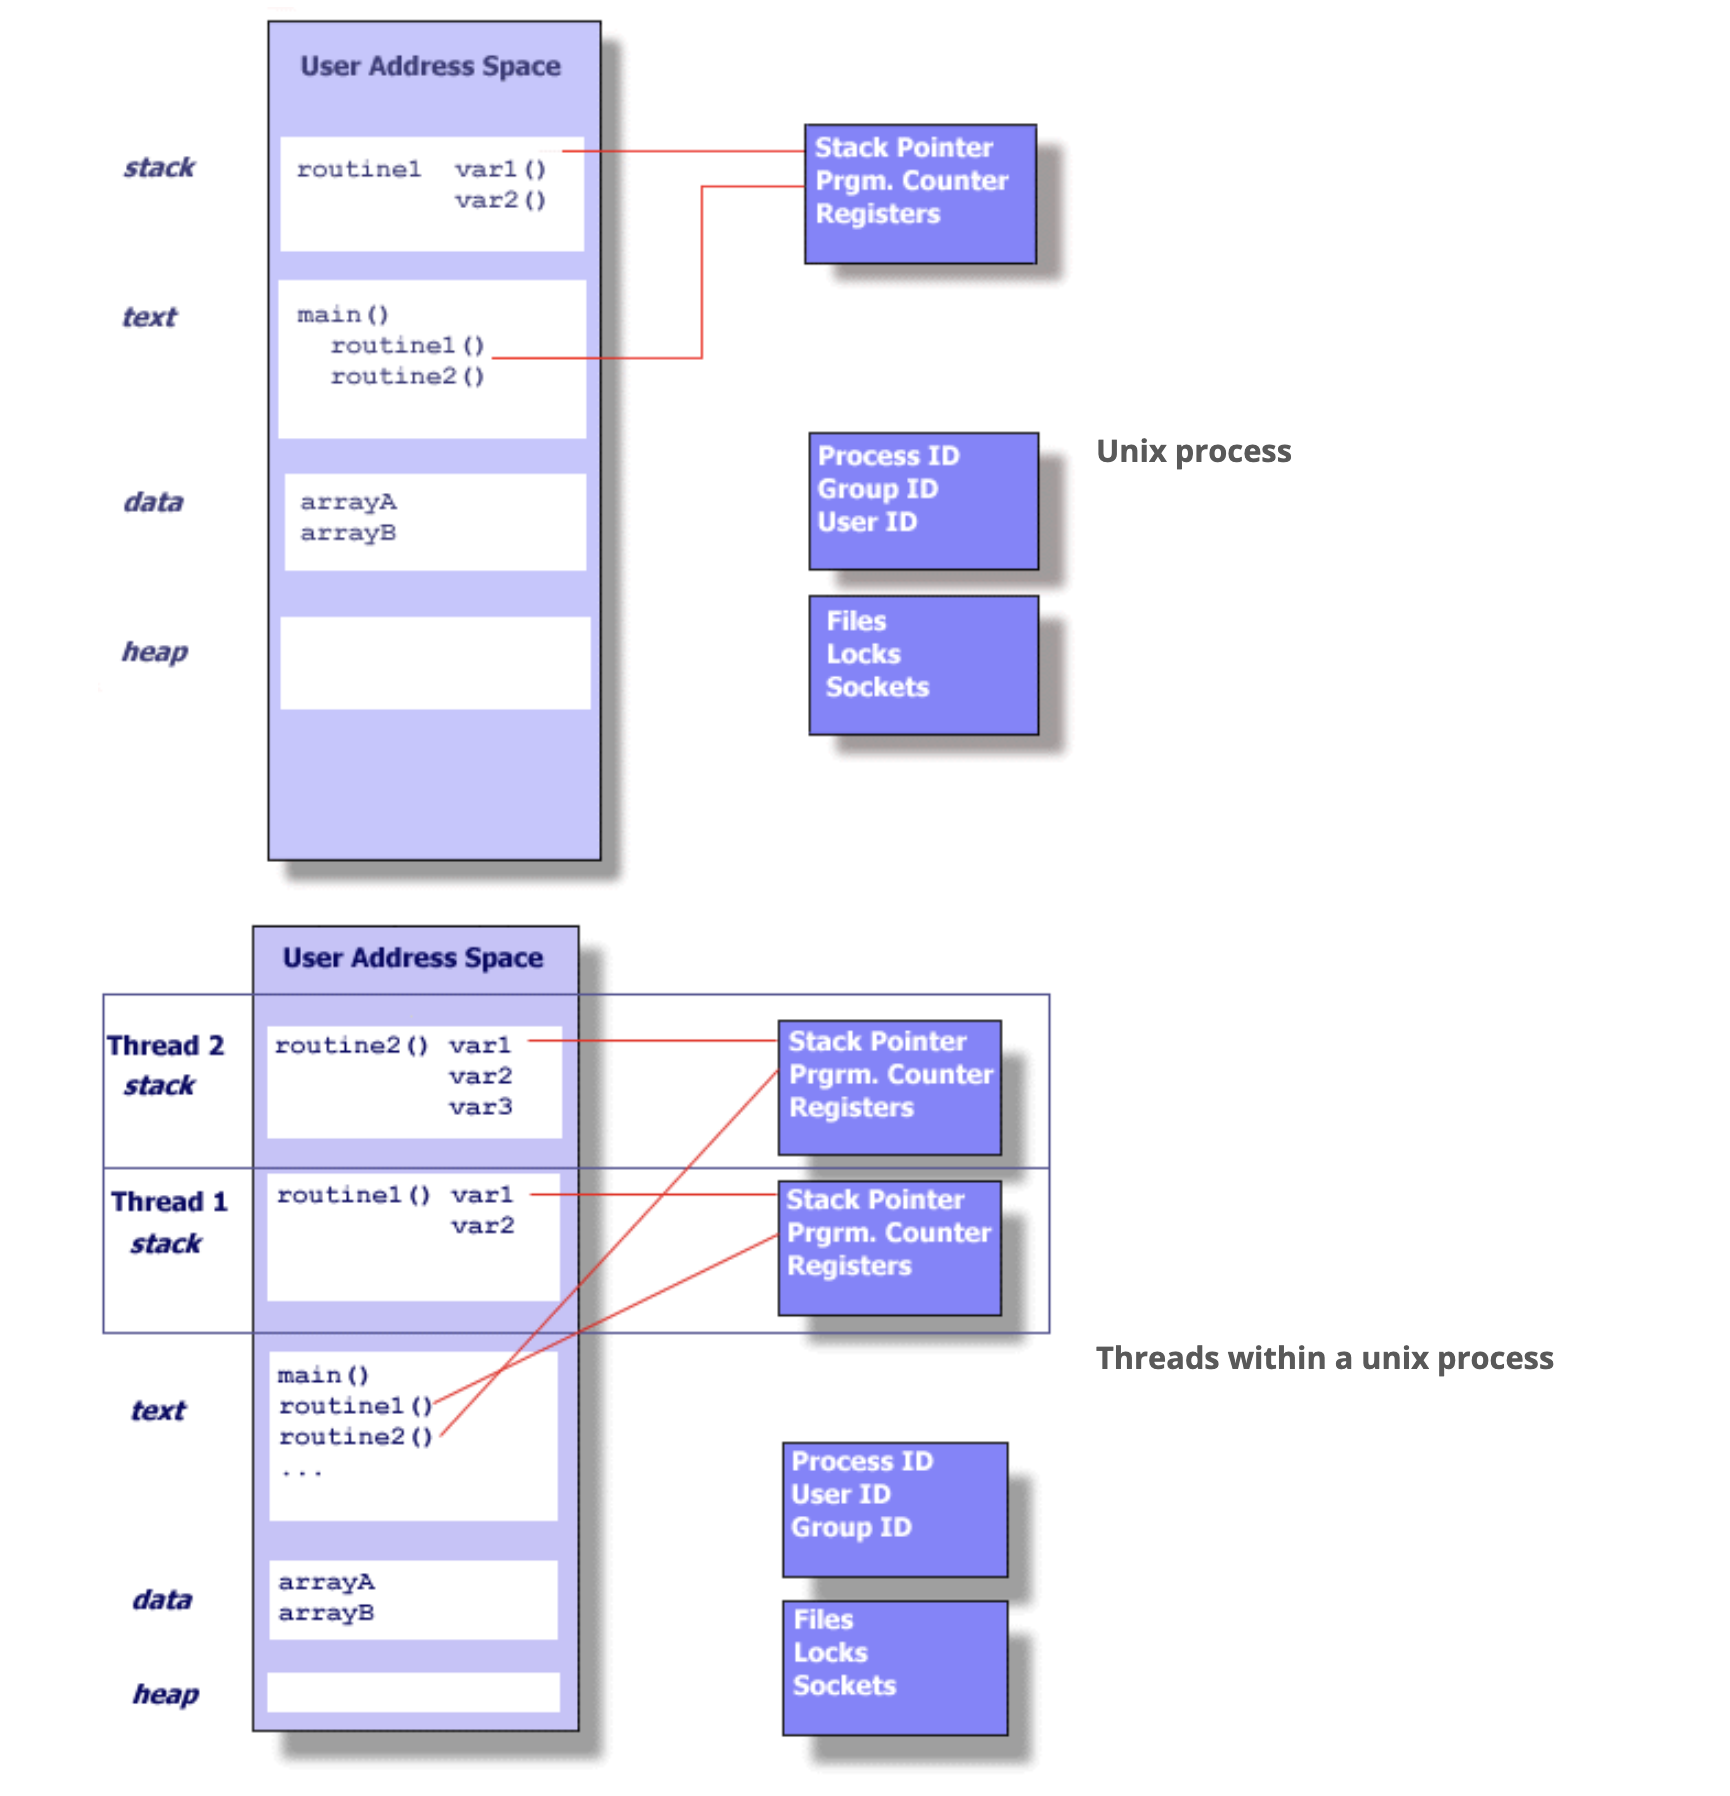 User Address Space
stack
routine1 var1()
var2()
Stack Pointer
Prgm. Counter
Registers
text
main()
routine1()
routine2()
Process ID
Group ID
User ID
Unix process
data
arrayA
arrayB
Files
Locks
Sockets
heap
User Address Space
Thread 2
stack
routine2() var1
var2
var3
Stack Pointer
Prgrm. Counter
Registers
Thread 1
stack
routine1() var1
var2
Stack Pointer
Prgrm. Counter
Registers
Threads within a unix process
text
main()
routine1()
routine2()
...
Process ID
User ID
Group ID
data
arrayA
arrayB
Files
Locks
Sockets
heap